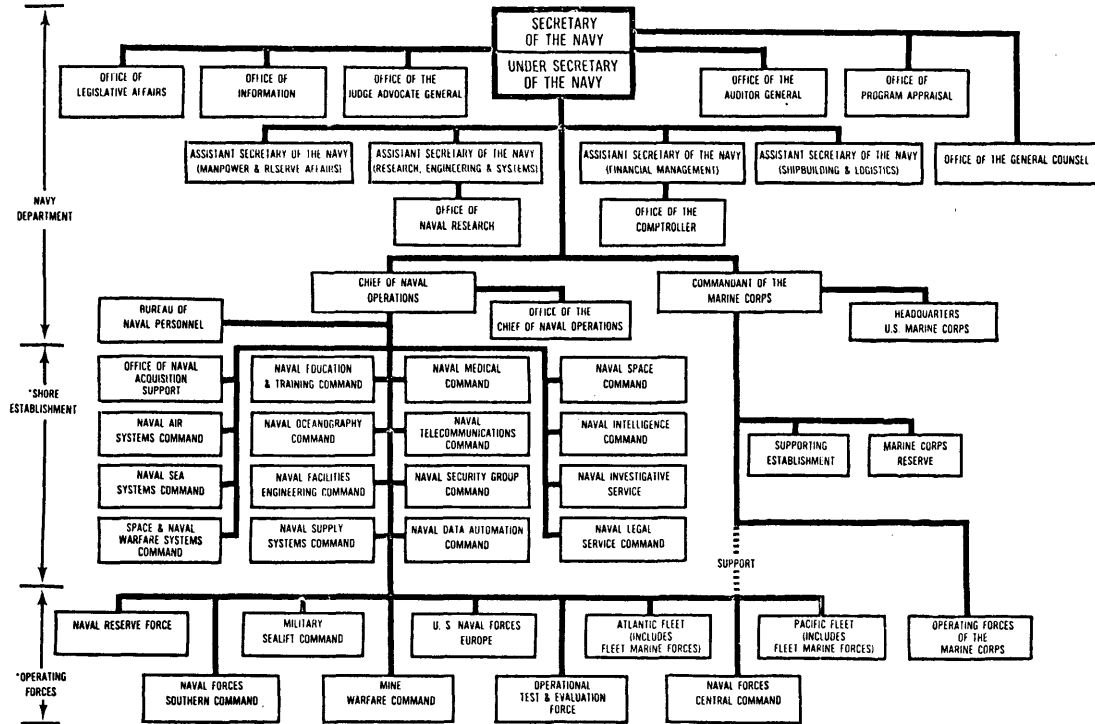 SECRETARY
OF THE NAVY
UNDER SECRETARY
OF THE NAVY
OFFICE OF
LEGISLATIVE AFFAIRS
OFFICE OF
INFORMATION
OFFICE OF THE
JUDGE ADVOCATE GENERAL
OFFICE OF THE
AUDITOR GENERAL
OFFICE OF
PROGRAM APPRAISAL
ASSISTANT SECRETARY OF THE NAVY
(MANPOWER & RESERVE AFFAIRS)
ASSISTANT SECRETARY OF THE NAVY
(RESEARCH, ENGINEERING & SYSTEMS)
ASSISTANT SECRETARY OF THE NAVY
(FINANCIAL MANAGEMENT)
ASSISTANT SECRETARY OF THE NAVY
(SHIPBUILDING & LOGISTICS)
OFFICE OF THE GENERAL COUNSEL
NAVY
DEPARTMENT
OFFICE OF
NAVAL RESEARCH
OFFICE OF THE
COMPTROLLER
CHIEF OF NAVAL
OPERATIONS
COMMANDANT OF THE
MARINE CORPS
BUREAU OF
NAVAL PERSONNEL
OFFICE OF THE
CHIEF OF NAVAL OPERATIONS
HEADQUARTERS
U.S. MARINE CORPS
*SHORE
ESTABLISHMENT
OFFICE OF NAVAL
ACQUISITION
SUPPORT
NAVAL EDUCATION
& TRAINING COMMAND
NAVAL MEDICAL
COMMAND
NAVAL SPACE
COMMAND
NAVAL AIR
SYSTEMS COMMAND
NAVAL OCEANOGRAPHY
COMMAND
NAVAL
TELECOMMUNICATIONS
COMMAND
NAVAL INTELLIGENCE
COMMAND
SUPPORTING
ESTABLISHMENT
MARINE CORPS
RESERVE
NAVAL SEA
SYSTEMS COMMAND
NAVAL FACILITIES
ENGINEERING COMMAND
NAVAL SECURITY GROUP
COMMAND
NAVAL INVESTIGATIVE
SERVICE
SPACE & NAVAL
WARFARE SYSTEMS
COMMAND
NAVAL SUPPLY
SYSTEMS COMMAND
NAVAL DATA AUTOMATION
COMMAND
NAVAL LEGAL
SERVICE COMMAND
SUPPORT
*OPERATING
FORCES
NAVAL RESERVE FORCE
MILITARY
SEALIFT COMMAND
U. S NAVAL FORCES
EUROPE
ATLANTIC FLEET
(INCLUDES
FLEET MARINE FORCES)
PACIFIC FLEET
(INCLUDES
FLEET MARINE FORCES)
OPERATING FORCES
OF THE
MARINE CORPS
NAVAL FORCES
SOUTHERN COMMAND
MINE
WARFARE COMMAND
OPERATIONAL
TEST & EVALUATION
FORCE
NAVAL FORCES
CENTRAL COMMAND